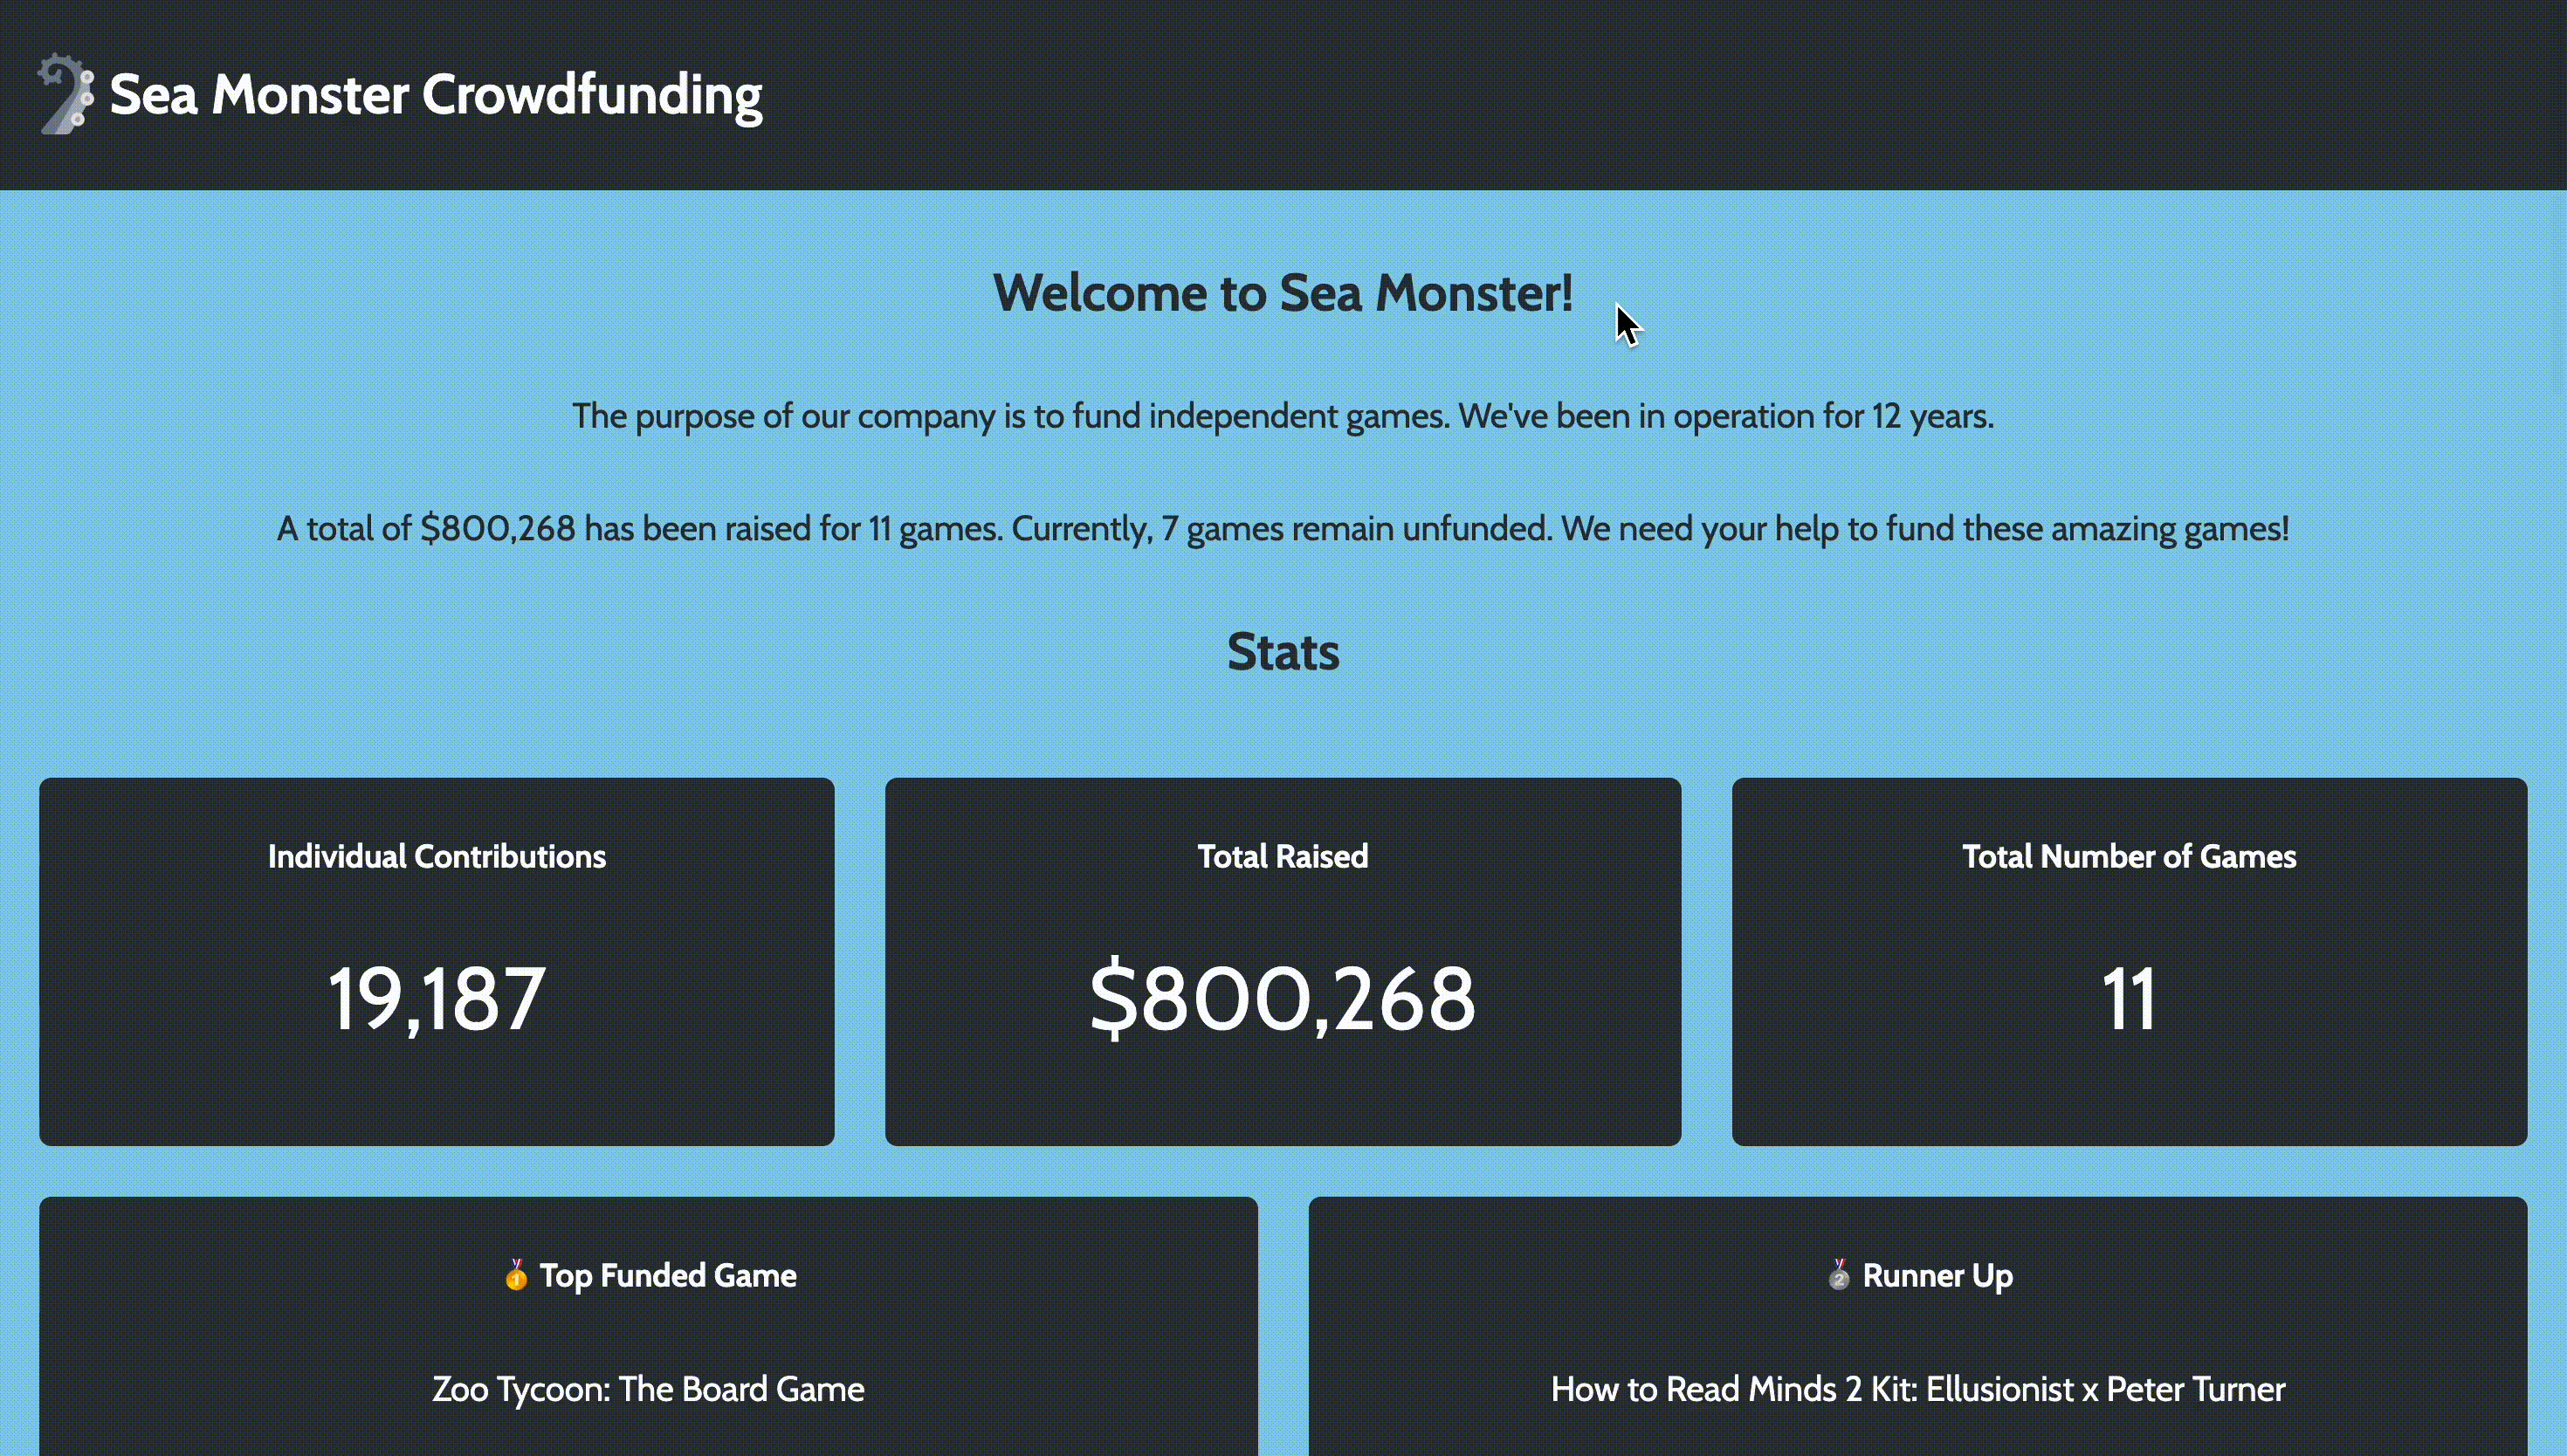 Sea Monster Crowdfunding
Welcome to Sea Monster!
The purpose of our company is to fund independent games. We've been in operation for 12 years.
A total of $800,268 has been raised for 11 games. Currently, 7 games remain unfunded. We need your help to fund these amazing games!
Stats
Individual Contributions
19,187
Total Raised
$800,268
Total Number of Games
11
🥇 Top Funded Game
Zoo Tycoon: The Board Game
🥈 Runner Up
How to Read Minds 2 Kit: Ellusionist x Peter Turner